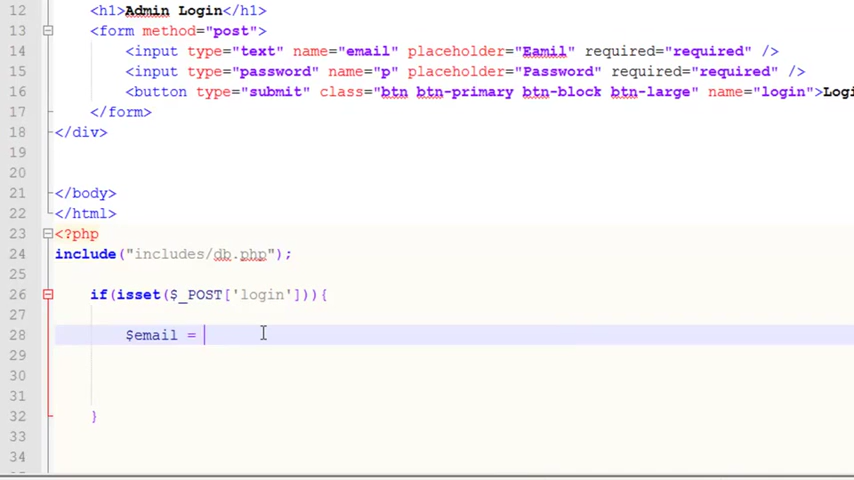 12 <h1>Admin Login</h1>
13 <form method="post">
14 <input type="text" name="email" placeholder="Eamil" required="required" />
15 <input type="password" name="p" placeholder="Password" required="required" />
16 <button type="submit" class="btn btn-primary btn-block btn-large" name="login">Logi
17 </form>
18 </div>
19
20
21 </body>
22 </html>
23 <?php
24 include("includes/db.php");
25
26 if(isset($_POST['login'])){
27
28 $email =
29
30
31
32 }
33
34